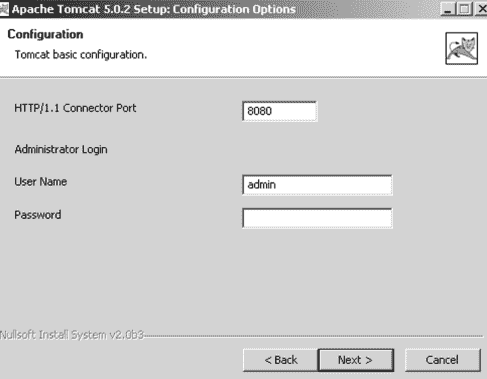 Apache Tomcat 5.0.2 Setup: Configuration Options
Configuration
Tomcat basic configuration.
HTTP/1.1 Connector Port 8080
Administrator Login
User Name admin
Password
Nullsoft Install System v2.0b3
< Back Next > Cancel